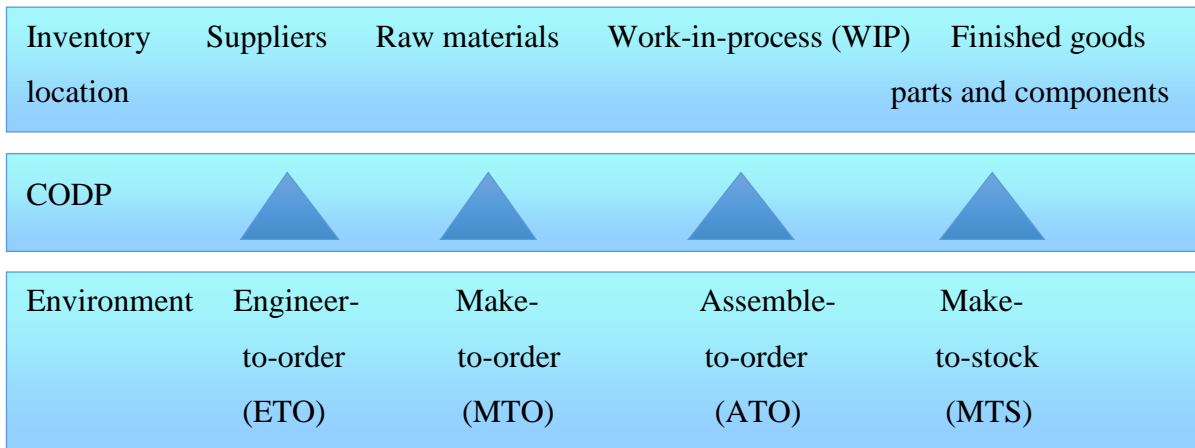 Inventory Suppliers Raw materials Work-in-process (WIP) Finished goods
location parts and components
CODP
Environment Engineer- Make- Assemble- Make-
to-order to-order to-order to-stock
(ETO) (MTO) (ATO) (MTS)